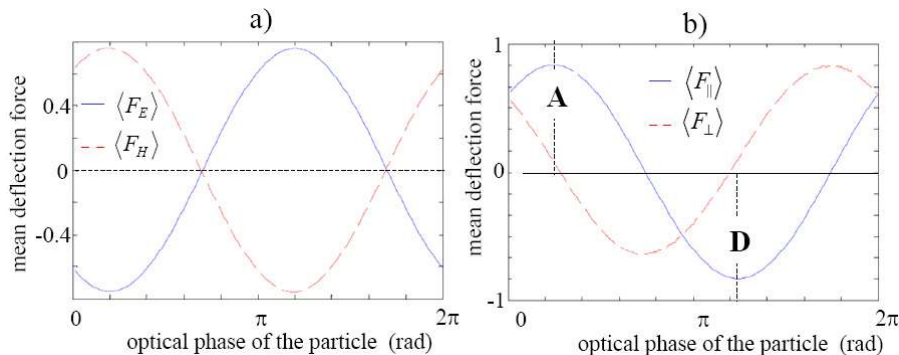 a)
mean deflection force
0.4
0
-0.4
⟨F_E⟩
⟨F_H⟩
0
π
2π
optical phase of the particle (rad)
b)
mean deflection force
1
0
-1
A
D
⟨F_∥⟩
⟨F_⊥⟩
0
π
2π
optical phase of the particle (rad)